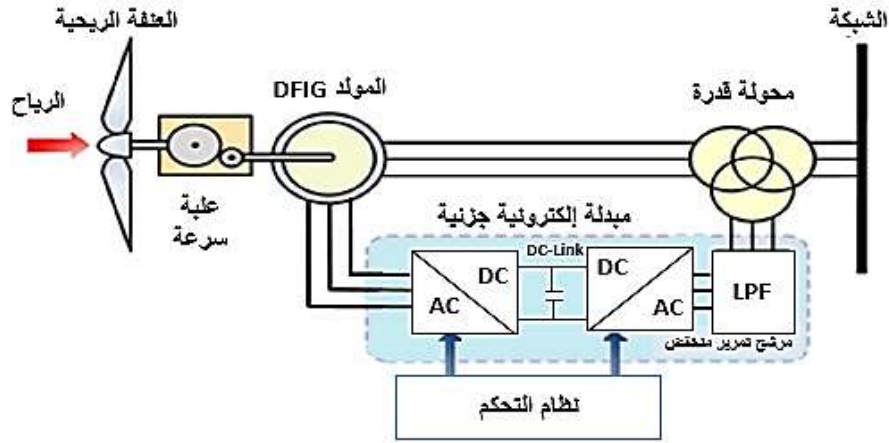 العنفة الريحية
الشبكة
المولد DFIG
محولة قدرة
الرياح
علبة
سرعة
مبدلة إلكترونية جزئية
DC-Link
DC
AC
DC
AC
LPF
مرشح تمرير منخفض
نظام التحكم